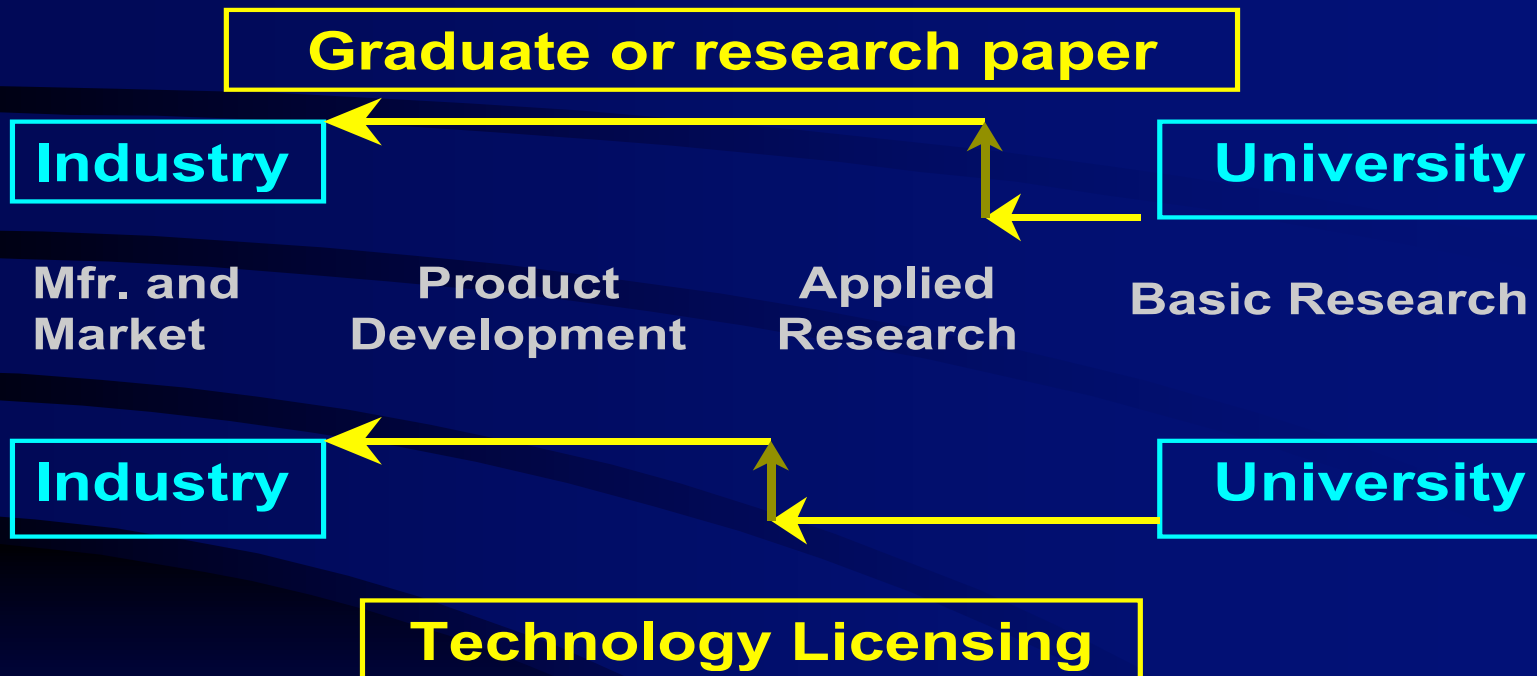 Graduate or research paper
Industry
University
Mfr. and
Market
Product
Development
Applied
Research
Basic Research
Industry
University
Technology Licensing